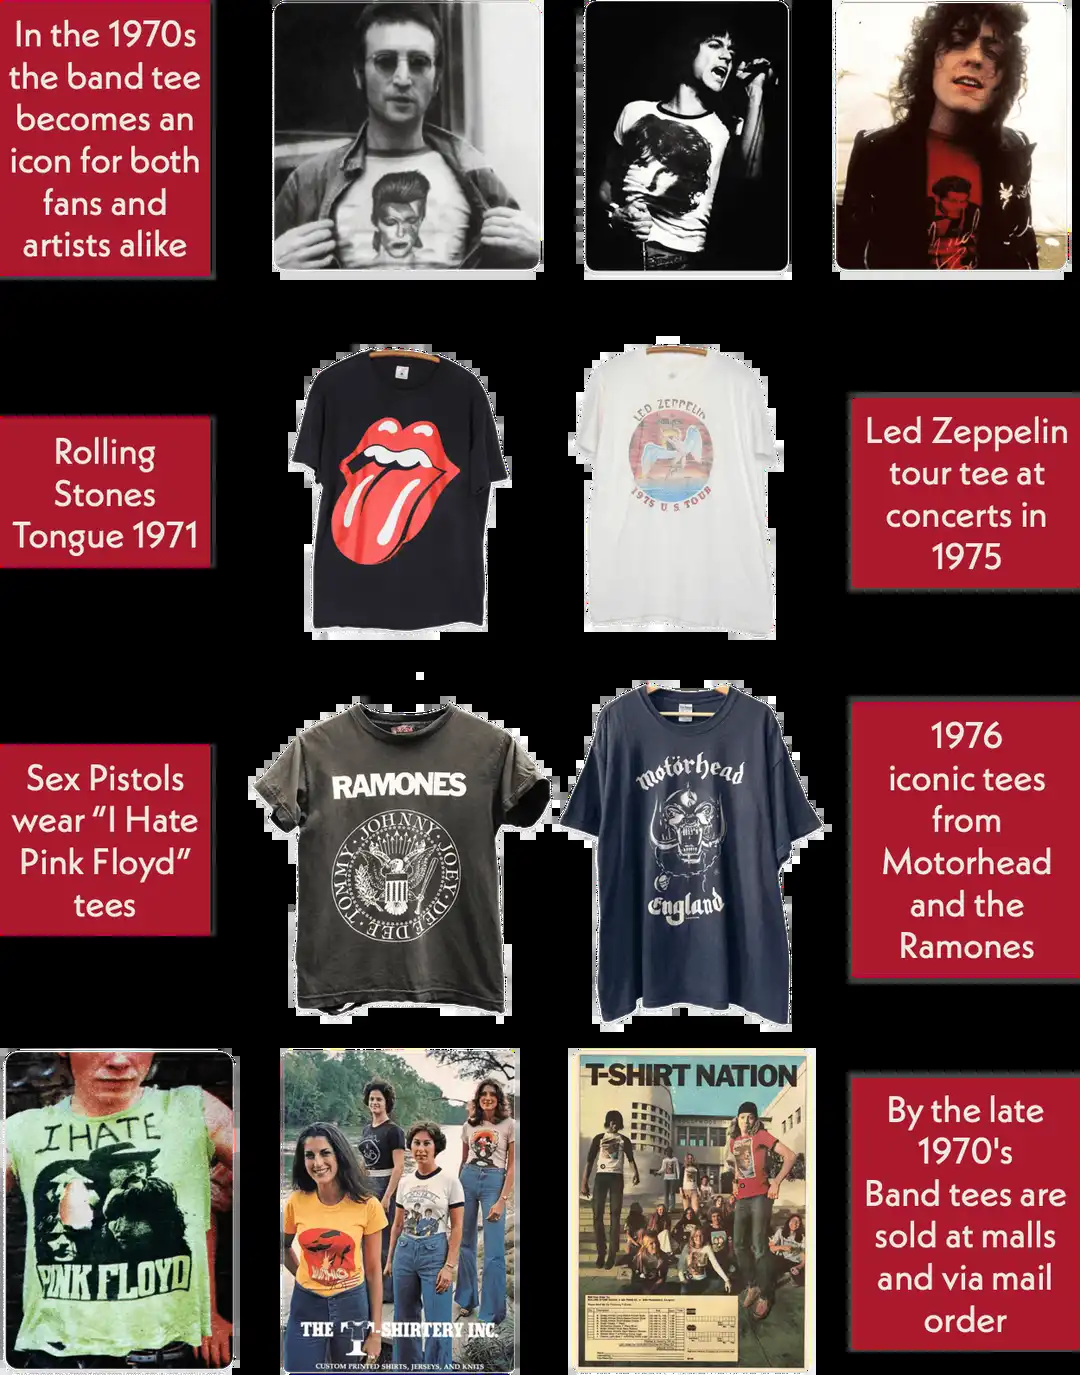 In the 1970s
the band tee
becomes an
icon for both
fans and
artists alike
Rolling
Stones
Tongue 1971
LED ZEPPELIN
1975 U.S. TOUR
Led Zeppelin
tour tee at
concerts in
1975
Sex Pistols
wear “I Hate
Pink Floyd”
tees
RAMONES
JOHNNY · JOEY · DEEDEE · TOMMY
motörhead
England
1976
iconic tees
from
Motorhead
and the
Ramones
I HATE
PINK FLOYD
THE T-SHIRTERY INC.
CUSTOM PRINTED SHIRTS, JERSEYS, AND KNITS
T-SHIRT NATION
By the late
1970's
Band tees are
sold at malls
and via mail
order